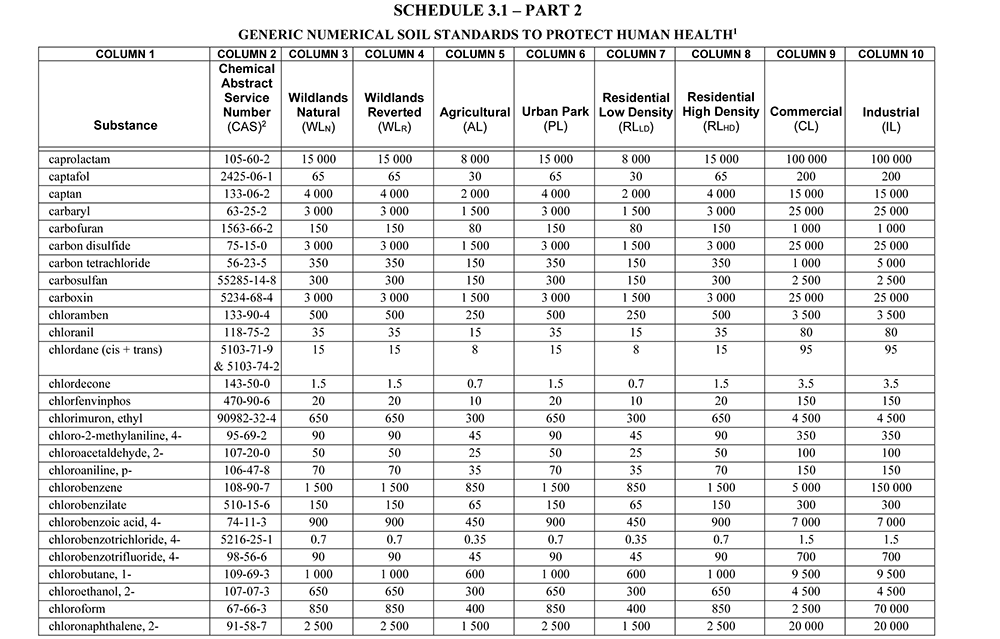 SCHEDULE 3.1 – PART 2
GENERIC NUMERICAL SOIL STANDARDS TO PROTECT HUMAN HEALTH1
COLUMN 1 COLUMN 2 COLUMN 3 COLUMN 4 COLUMN 5 COLUMN 6 COLUMN 7 COLUMN 8 COLUMN 9 COLUMN 10
Substance Chemical Abstract Service Number (CAS)2 Wildlands Natural (WLN) Wildlands Reverted (WLR) Agricultural (AL) Urban Park (PL) Residential Low Density (RLLD) Residential High Density (RLHD) Commercial (CL) Industrial (IL)
caprolactam 105-60-2 15 000 15 000 8 000 15 000 8 000 15 000 100 000 100 000
captafol 2425-06-1 65 65 30 65 30 65 200 200
captan 133-06-2 4 000 4 000 2 000 4 000 2 000 4 000 15 000 15 000
carbaryl 63-25-2 3 000 3 000 1 500 3 000 1 500 3 000 25 000 25 000
carbofuran 1563-66-2 150 150 80 150 80 150 1 000 1 000
carbon disulfide 75-15-0 3 000 3 000 1 500 3 000 1 500 3 000 25 000 25 000
carbon tetrachloride 56-23-5 350 350 150 350 150 350 1 000 5 000
carbosulfan 55285-14-8 300 300 150 300 150 300 2 500 2 500
carboxin 5234-68-4 3 000 3 000 1 500 3 000 1 500 3 000 25 000 25 000
chloramben 133-90-4 500 500 250 500 250 500 3 500 3 500
chloranil 118-75-2 35 35 15 35 15 35 80 80
chlordane (cis + trans) 5103-71-9 15 15 8 15 8 15 95 95
& 5103-74-2
chlordecone 143-50-0 1.5 1.5 0.7 1.5 0.7 1.5 3.5 3.5
chlorfenvinphos 470-90-6 20 20 10 20 10 20 150 150
chlorimuron, ethyl 90982-32-4 650 650 300 650 300 650 4 500 4 500
chloro-2-methylaniline, 4- 95-69-2 90 90 45 90 45 90 350 350
chloroacetaldehyde, 2- 107-20-0 50 50 25 50 25 50 100 100
chloroaniline, p- 106-47-8 70 70 35 70 35 70 150 150
chlorobenzene 108-90-7 1 500 1 500 850 1 500 850 1 500 5 000 150 000
chlorobenzilate 510-15-6 150 150 65 150 65 150 300 300
chlorobenzoic acid, 4- 74-11-3 900 900 450 900 450 900 7 000 7 000
chlorobenzotrichloride, 4- 5216-25-1 0.7 0.7 0.35 0.7 0.35 0.7 1.5 1.5
chlorobenzotrifluoride, 4- 98-56-6 90 90 45 90 45 90 700 700
chlorobutane, 1- 109-69-3 1 000 1 000 600 1 000 600 1 000 9 500 9 500
chloroethanol, 2- 107-07-3 650 650 300 650 300 650 4 500 4 500
chloroform 67-66-3 850 850 400 850 400 850 2 500 70 000
chloronaphthalene, 2- 91-58-7 2 500 2 500 1 500 2 500 1 500 2 500 20 000 20 000